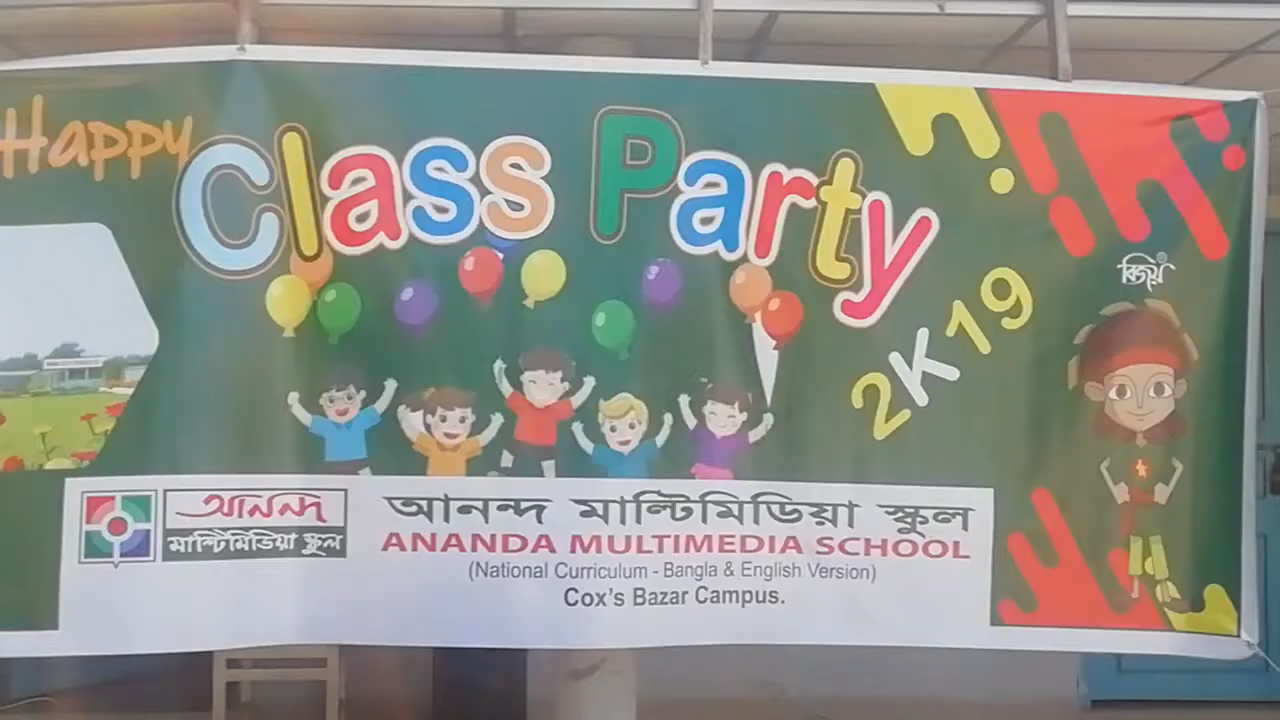 Happy
Class Party
2K19
বিজয়®
আনন্দ
মাল্টিমিডিয়া স্কুল
আনন্দ মাল্টিমিডিয়া স্কুল
ANANDA MULTIMEDIA SCHOOL
(National Curriculum - Bangla & English Version)
Cox's Bazar Campus.